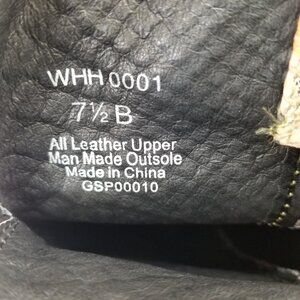 WHH 0001
7½ B
All Leather Upper
Man Made Outsole
Made in China
GSP00010